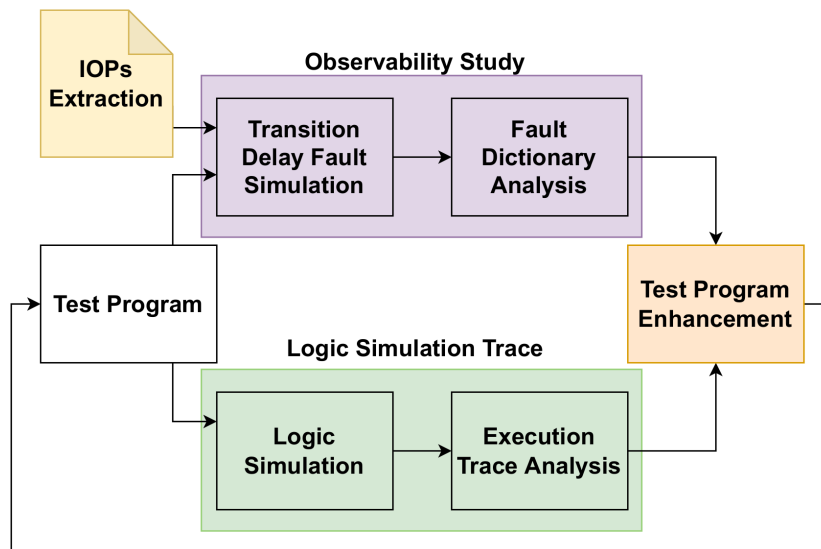 IOPs
Extraction
Observability Study
Transition
Delay Fault
Simulation
Fault
Dictionary
Analysis
Test Program
Test Program
Enhancement
Logic Simulation Trace
Logic
Simulation
Execution
Trace Analysis